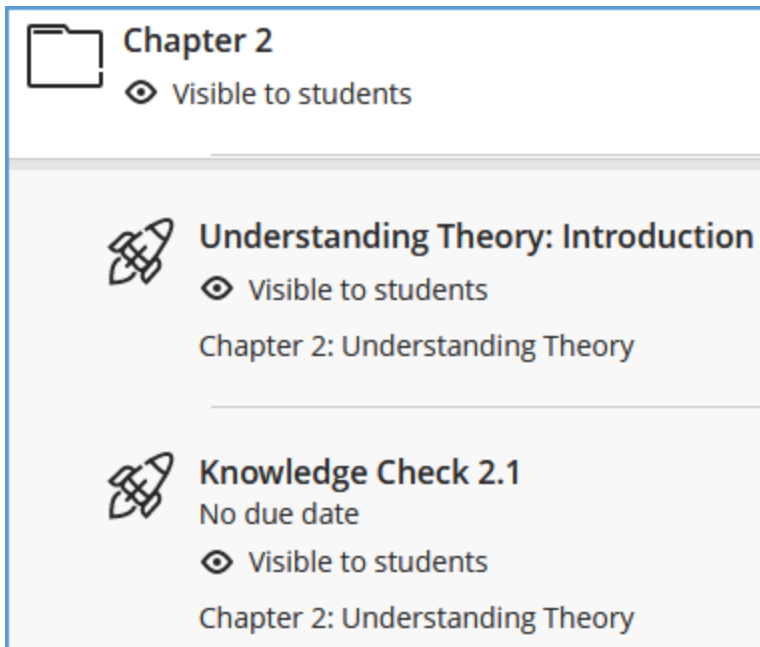 Chapter 2
Visible to students
Understanding Theory: Introduction
Visible to students
Chapter 2: Understanding Theory
Knowledge Check 2.1
No due date
Visible to students
Chapter 2: Understanding Theory